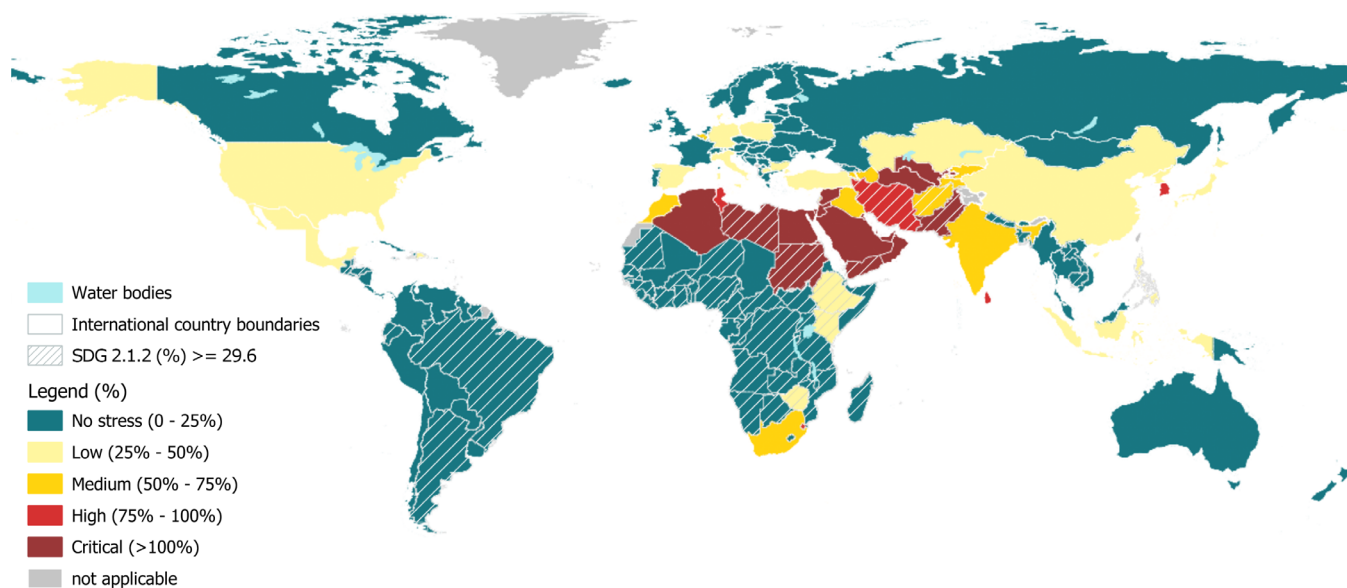 Water bodies
International country boundaries
SDG 2.1.2 (%) >= 29.6
Legend (%)
No stress (0 - 25%)
Low (25% - 50%)
Medium (50% - 75%)
High (75% - 100%)
Critical (>100%)
not applicable